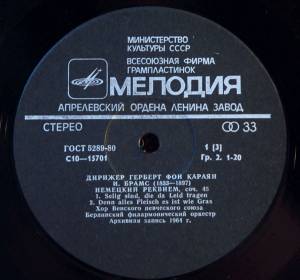 МИНИСТЕРСТВО
КУЛЬТУРЫ СССР
ВСЕСОЮЗНАЯ ФИРМА
ГРАМПЛАСТИНОК
МЕЛОДИЯ
АПРЕЛЕВСКИЙ ОРДЕНА ЛЕНИНА ЗАВОД
СТЕРЕО 33
ГОСТ 5289-80 1 [3]
С10—15701 Гр. 2. 1-20
ДИРИЖЕР ГЕРБЕРТ ФОН КАРАЯН
И. БРАМС (1833—1897)
НЕМЕЦКИЙ РЕКВИЕМ, соч. 45
1. Selig sind, die da Leid tragen
2. Denn alles Fleisch es ist wie Gras
Хор Венского певческого союза
Берлинский филармонический оркестр
Архивная запись 1964 г.